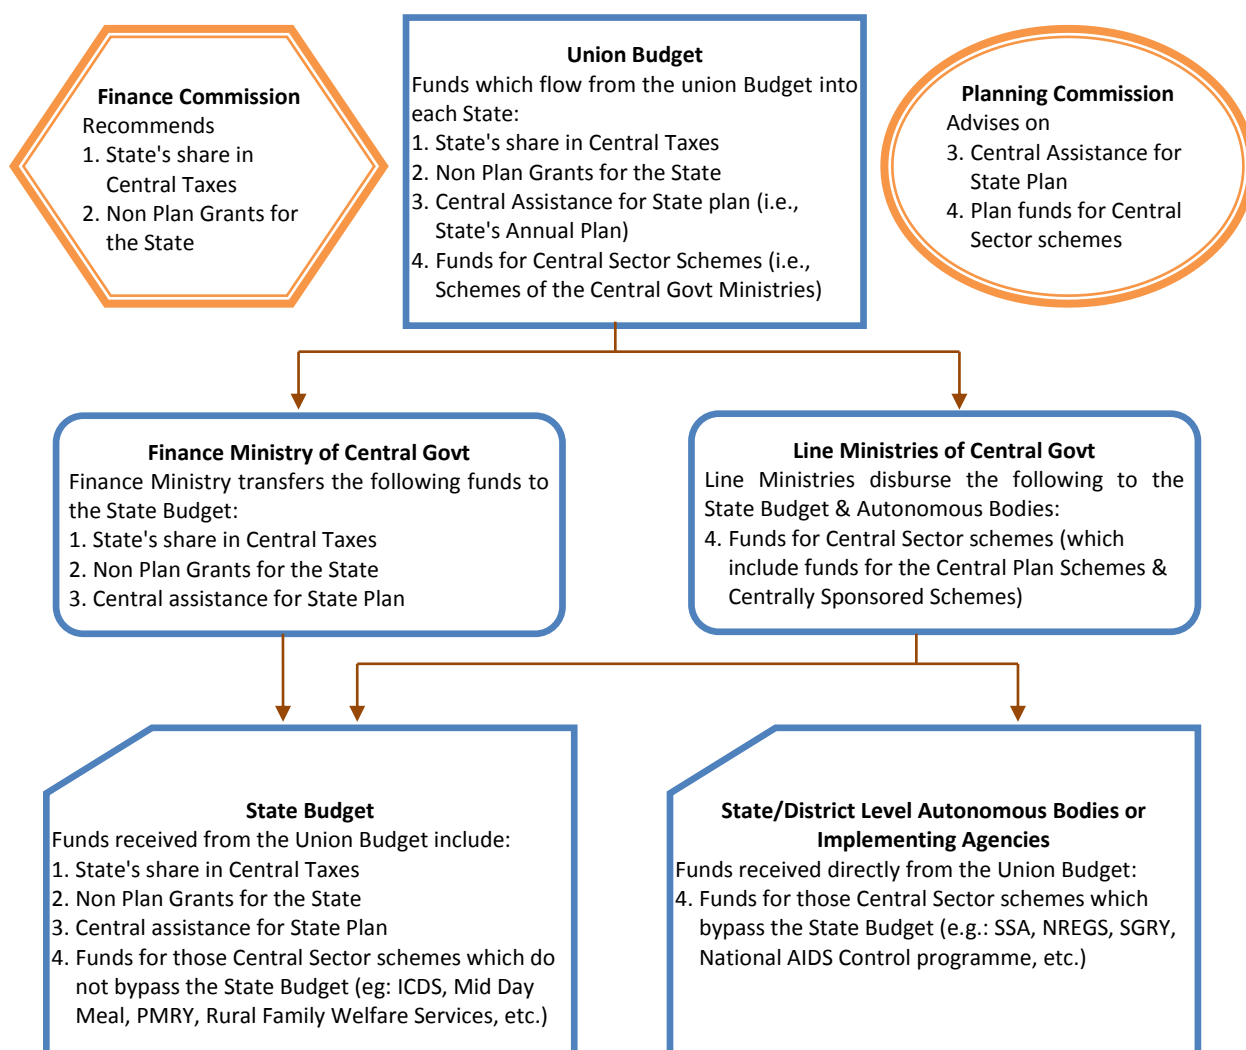 Finance Commission
Recommends
1. State's share in
Central Taxes
2. Non Plan Grants for
the State
Union Budget
Funds which flow from the union Budget into
each State:
1. State's share in Central Taxes
2. Non Plan Grants for the State
3. Central Assistance for State plan (i.e.,
State's Annual Plan)
4. Funds for Central Sector Schemes (i.e.,
Schemes of the Central Govt Ministries)
Planning Commission
Advises on
3. Central Assistance for
State Plan
4. Plan funds for Central
Sector schemes
Finance Ministry of Central Govt
Finance Ministry transfers the following funds to
the State Budget:
1. State's share in Central Taxes
2. Non Plan Grants for the State
3. Central assistance for State Plan
Line Ministries of Central Govt
Line Ministries disburse the following to the
State Budget & Autonomous Bodies:
4. Funds for Central Sector schemes (which
include funds for the Central Plan Schemes &
Centrally Sponsored Schemes)
State Budget
Funds received from the Union Budget include:
1. State's share in Central Taxes
2. Non Plan Grants for the State
3. Central assistance for State Plan
4. Funds for those Central Sector schemes which do
not bypass the State Budget (eg: ICDS, Mid Day
Meal, PMRY, Rural Family Welfare Services, etc.)
State/District Level Autonomous Bodies or
Implementing Agencies
Funds received directly from the Union Budget:
4. Funds for those Central Sector schemes which
bypass the State Budget (e.g.: SSA, NREGS, SGRY,
National AIDS Control programme, etc.)